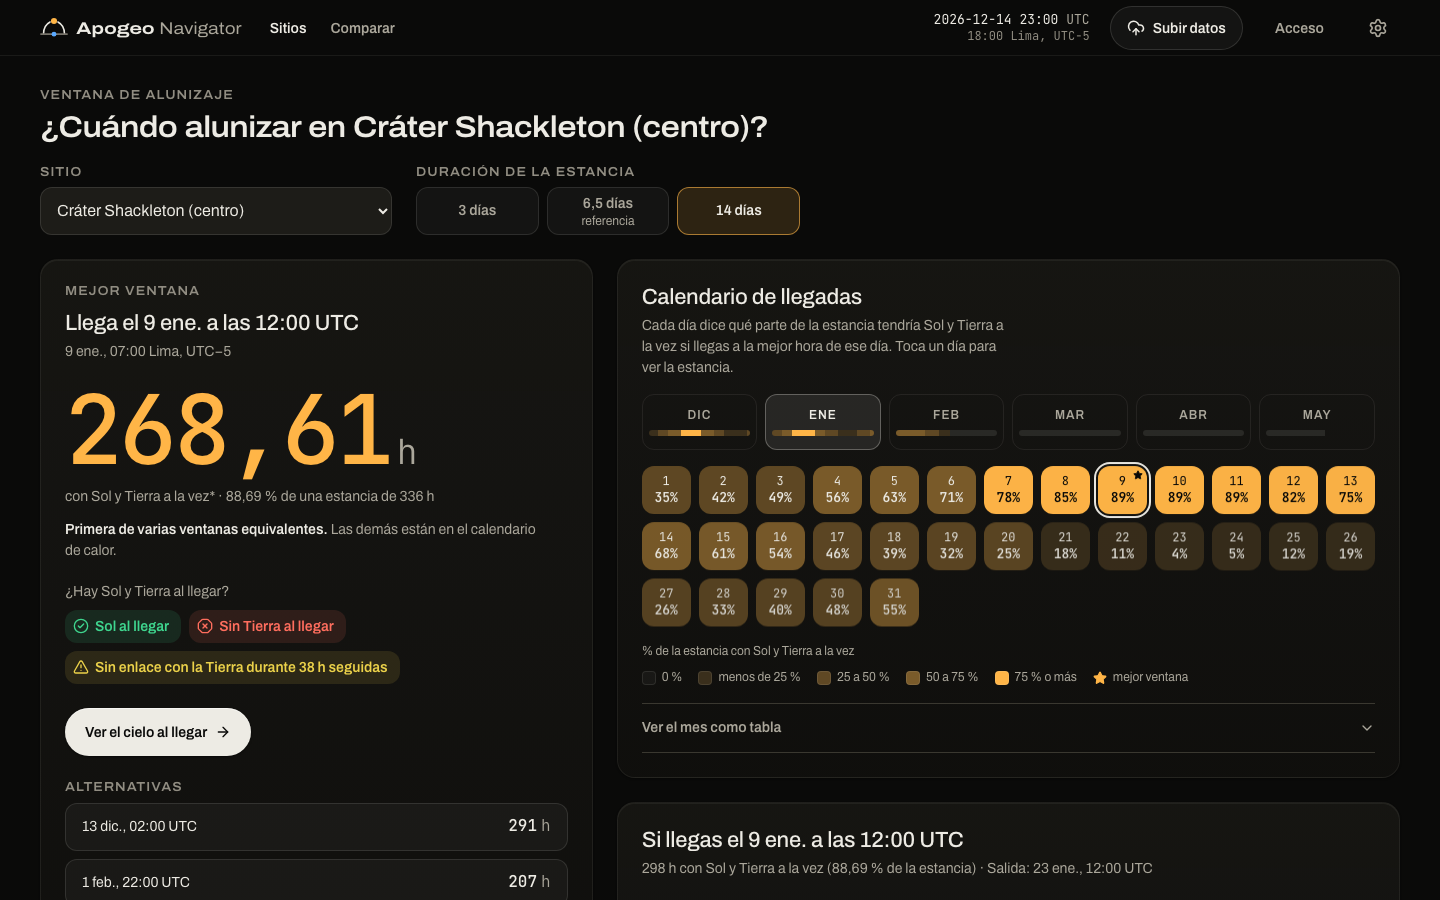 Apogeo Navigator
Sitios
Comparar
2026-12-14 23:00 UTC
18:00 Lima, UTC-5
Subir datos
Acceso
VENTANA DE ALUNIZAJE
¿Cuándo alunizar en Cráter Shackleton (centro)?
SITIO
DURACIÓN DE LA ESTANCIA
Cráter Shackleton (centro)
3 días
6,5 días
referencia
14 días
MEJOR VENTANA
Llega el 9 ene. a las 12:00 UTC
9 ene., 07:00 Lima, UTC−5
268,61 h
con Sol y Tierra a la vez* · 88,69 % de una estancia de 336 h
Primera de varias ventanas equivalentes. Las demás están en el calendario
de calor.
¿Hay Sol y Tierra al llegar?
Sol al llegar
Sin Tierra al llegar
Sin enlace con la Tierra durante 38 h seguidas
Ver el cielo al llegar
ALTERNATIVAS
13 dic., 02:00 UTC 291 h
1 feb., 22:00 UTC 207 h
Calendario de llegadas
Cada día dice qué parte de la estancia tendría Sol y Tierra a
la vez si llegas a la mejor hora de ese día. Toca un día para
ver la estancia.
DIC ENE FEB MAR ABR MAY
1 2 3 4 5 6 7 8 9 10 11 12 13
35% 42% 49% 56% 63% 71% 78% 85% 89% 89% 89% 82% 75%
14 15 16 17 18 19 20 21 22 23 24 25 26
68% 61% 54% 46% 39% 32% 25% 18% 11% 4% 5% 12% 19%
27 28 29 30 31
26% 33% 40% 48% 55%
% de la estancia con Sol y Tierra a la vez
0 % menos de 25 % 25 a 50 % 50 a 75 % 75 % o más mejor ventana
Ver el mes como tabla
Si llegas el 9 ene. a las 12:00 UTC
298 h con Sol y Tierra a la vez (88,69 % de la estancia) · Salida: 23 ene., 12:00 UTC